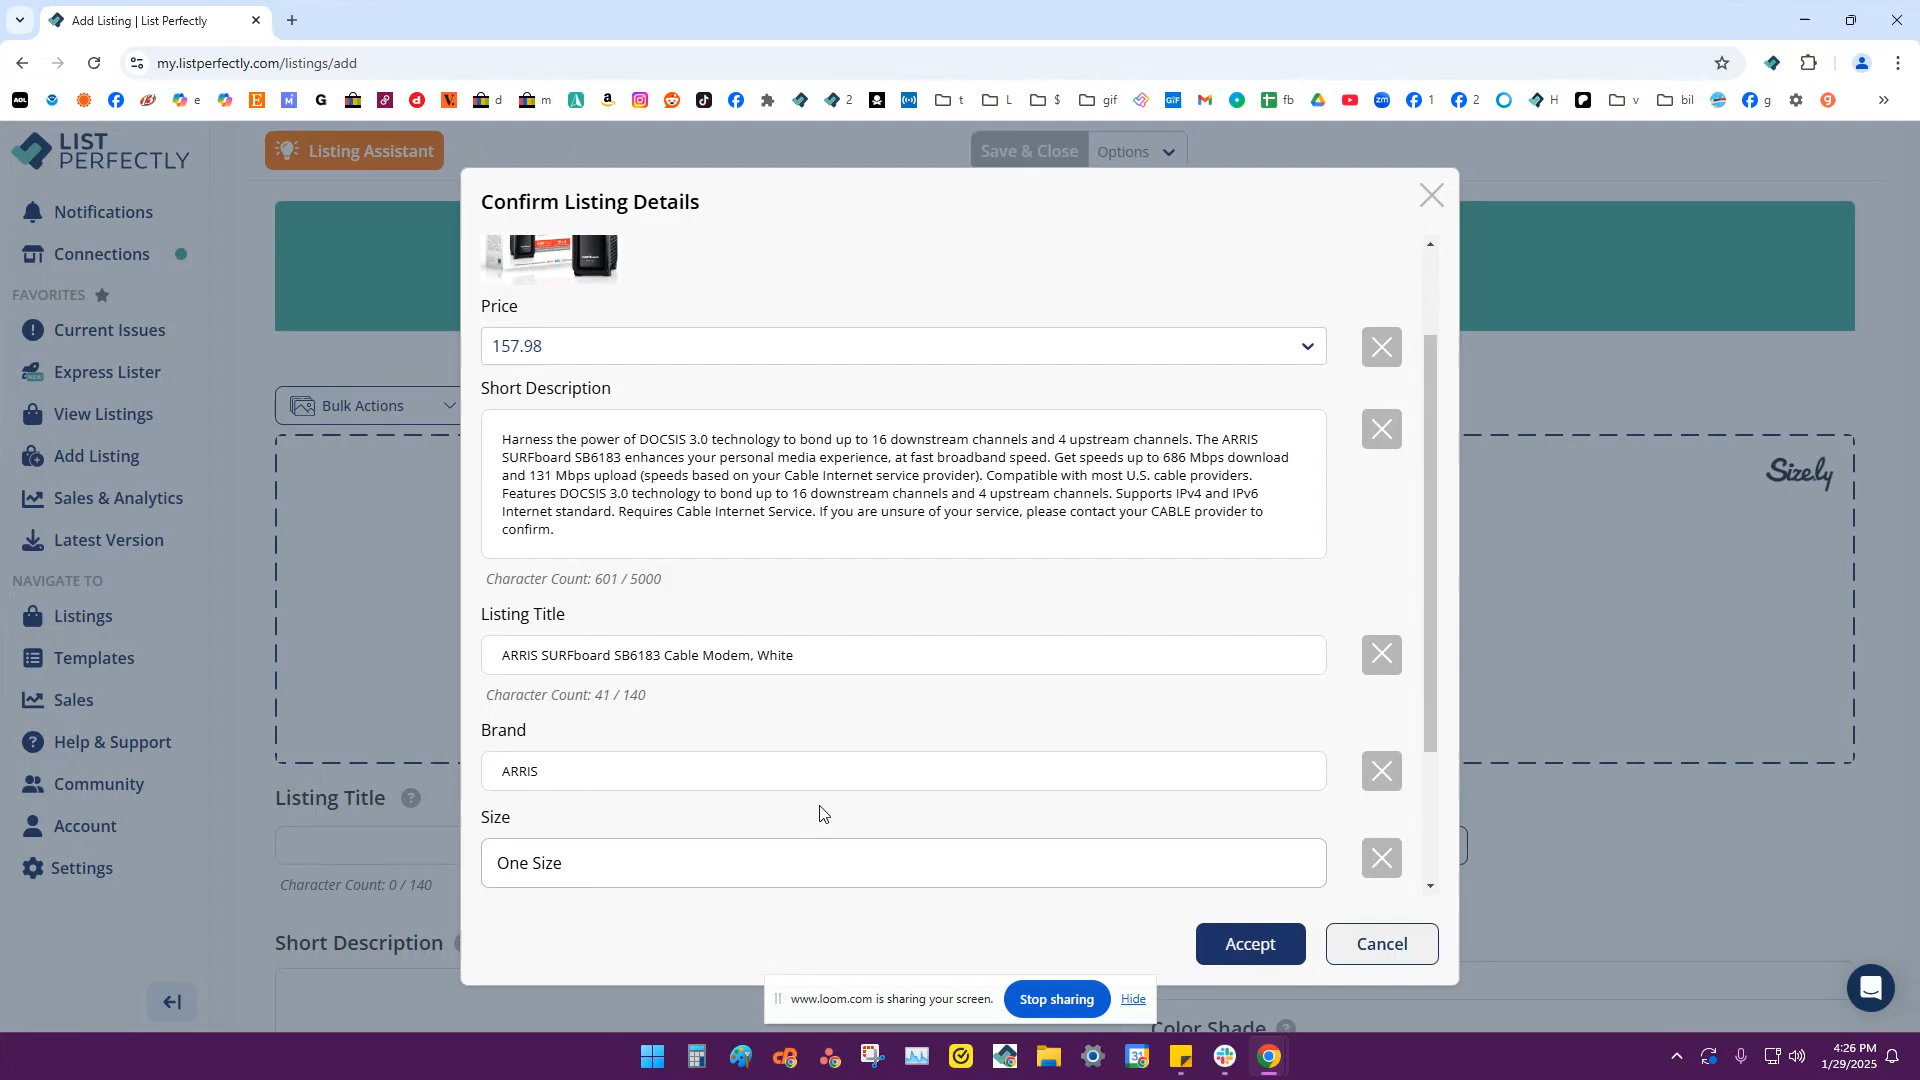 Add Listing | List Perfectly
my.listperfectly.com/listings/add
AOL
e
G
d
m
2
t
L
$
gif
GIF
fb
zm
1
2
H
v
bil
g
LIST
PERFECTLY
Listing Assistant
Save & Close
Options
Notifications
Connections
FAVORITES
Current Issues
Express Lister
View Listings
Add Listing
Sales & Analytics
Latest Version
NAVIGATE TO
Listings
Templates
Sales
Help & Support
Community
Account
Settings
Bulk Actions
Sizely
Listing Title
Character Count: 0 / 140
Short Description
Color Shade
Confirm Listing Details
Price
157.98
Short Description
Harness the power of DOCSIS 3.0 technology to bond up to 16 downstream channels and 4 upstream channels. The ARRIS
SURFboard SB6183 enhances your personal media experience, at fast broadband speed. Get speeds up to 686 Mbps download
and 131 Mbps upload (speeds based on your Cable Internet service provider). Compatible with most U.S. cable providers.
Features DOCSIS 3.0 technology to bond up to 16 downstream channels and 4 upstream channels. Supports IPv4 and IPv6
Internet standard. Requires Cable Internet Service. If you are unsure of your service, please contact your CABLE provider to
confirm.
Character Count: 601 / 5000
Listing Title
ARRIS SURFboard SB6183 Cable Modem, White
Character Count: 41 / 140
Brand
ARRIS
Size
One Size
Accept
Cancel
www.loom.com is sharing your screen.
Stop sharing
Hide
4:26 PM
1/29/2025